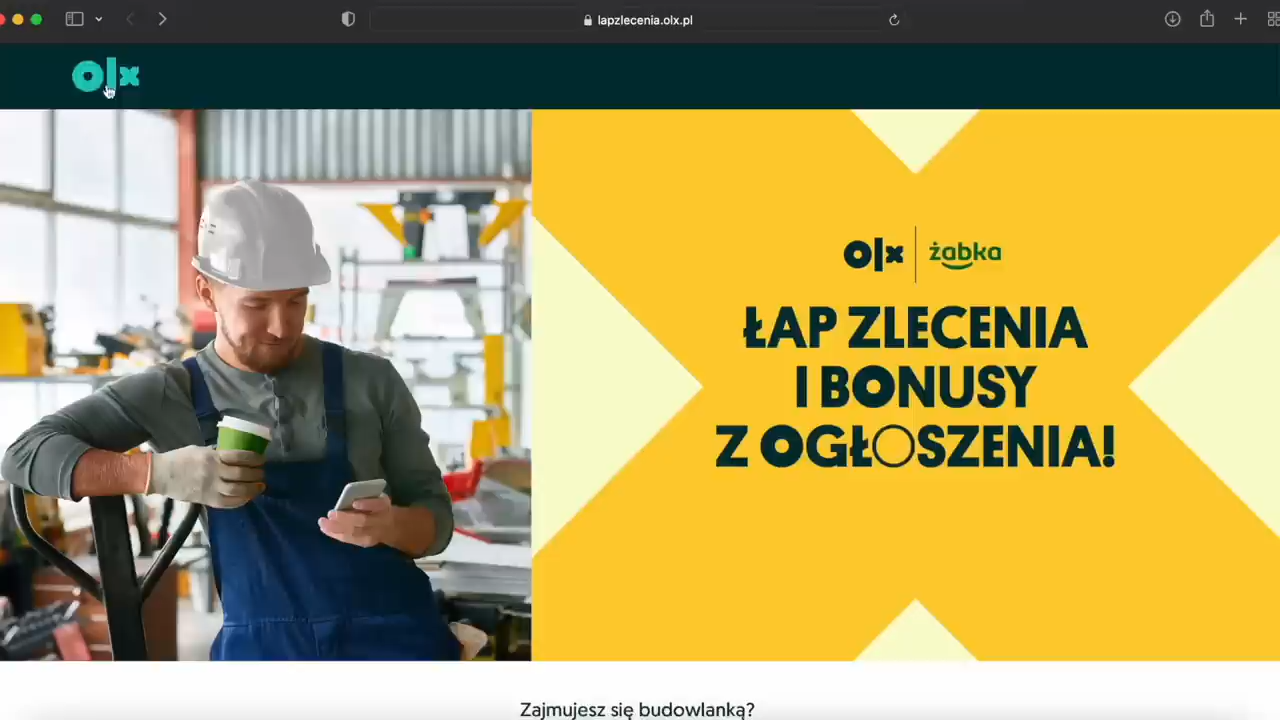 lapzlecenia.olx.pl
olx
olx | żabka
ŁAP ZLECENIA
I BONUSY
Z OGŁOSZENIA!
Zajmujesz się budowlanką?